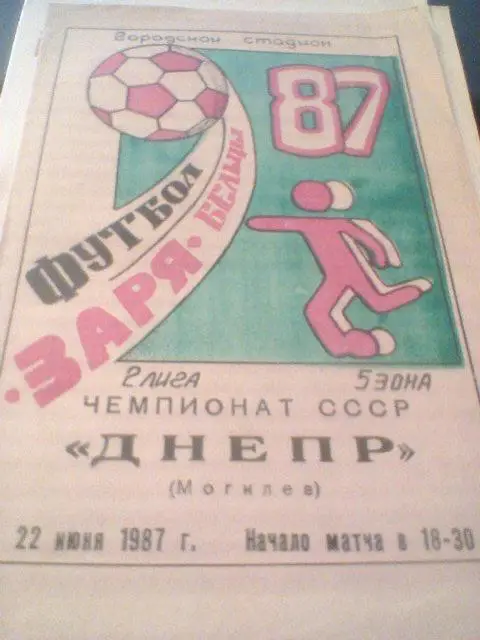 Городской стадион
87
ФУТБОЛ
·ЗАРЯ· БЕЛЬЦЫ
2 ЛИГА 5 ЗОНА
ЧЕМПИОНАТ СССР
«ДНЕПР»
(Могилев)
22 июня 1987 г. Начало матча в 18-30